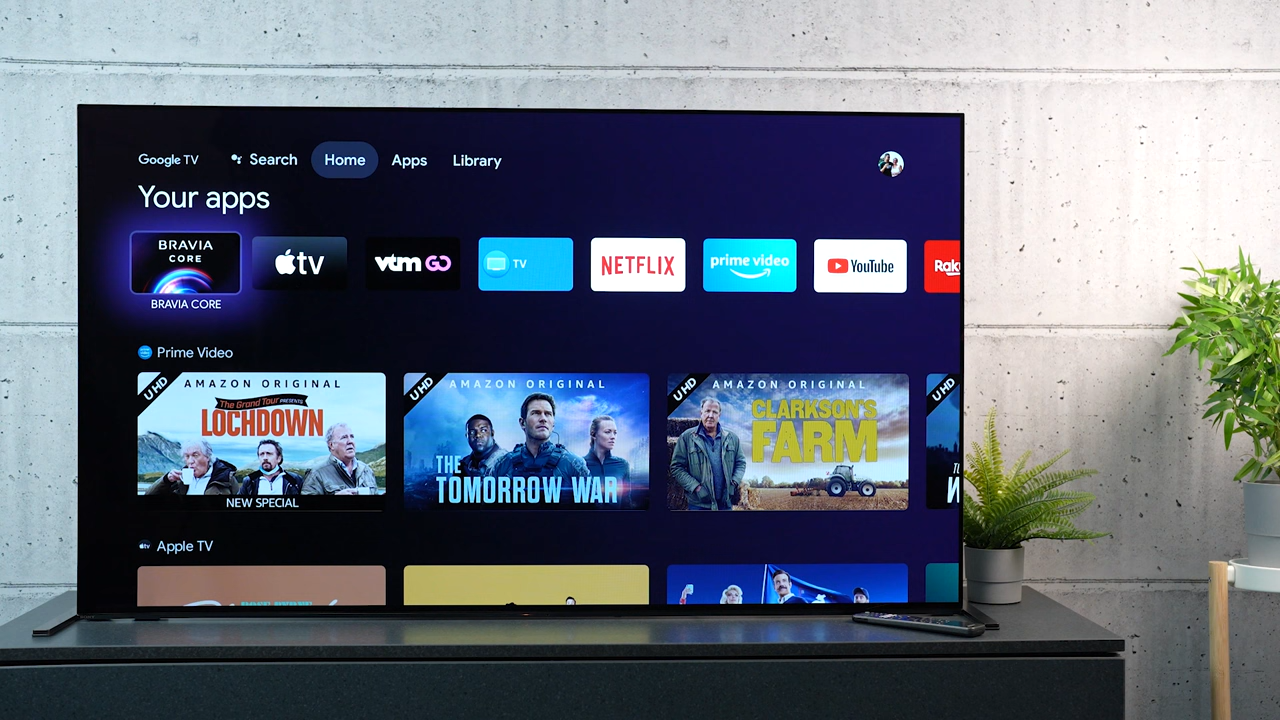 Google TV
Search
Home
Apps
Library
Your apps
BRAVIA
CORE
BRAVIA CORE
tv
vtm GO
TV
NETFLIX
prime video
YouTube
Rak
Prime Video
UHD
AMAZON ORIGINAL
The Grand Tour PRESENTS
LOCHDOWN
NEW SPECIAL
UHD
AMAZON ORIGINAL
THE
TOMORROW WAR
UHD
AMAZON ORIGINAL
CLARKSON'S
FARM
UHD
tv
Apple TV